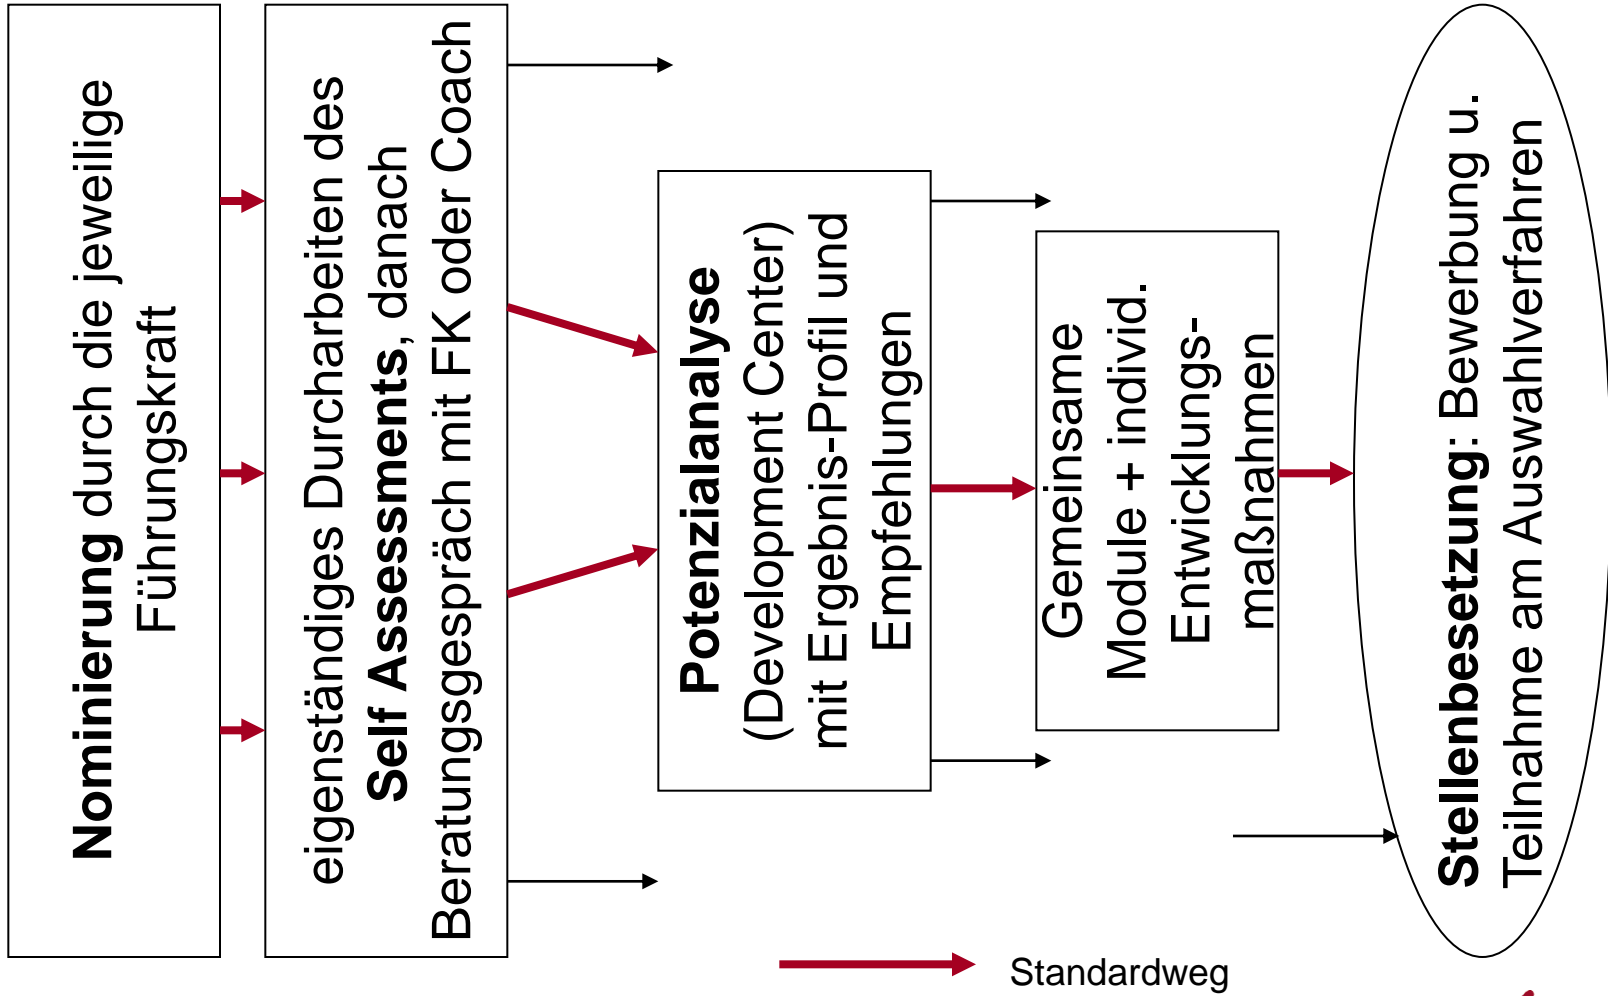 Nominierung durch die jeweilige
Führungskraft
eigenständiges Durcharbeiten des
Self Assessments, danach
Beratungsgespräch mit FK oder Coach
Potenzialanalyse
(Development Center)
mit Ergebnis-Profil und
Empfehlungen
Gemeinsame
Module + individ.
Entwicklungs-
maßnahmen
Stellenbesetzung: Bewerbung u.
Teilnahme am Auswahlverfahren
Standardweg